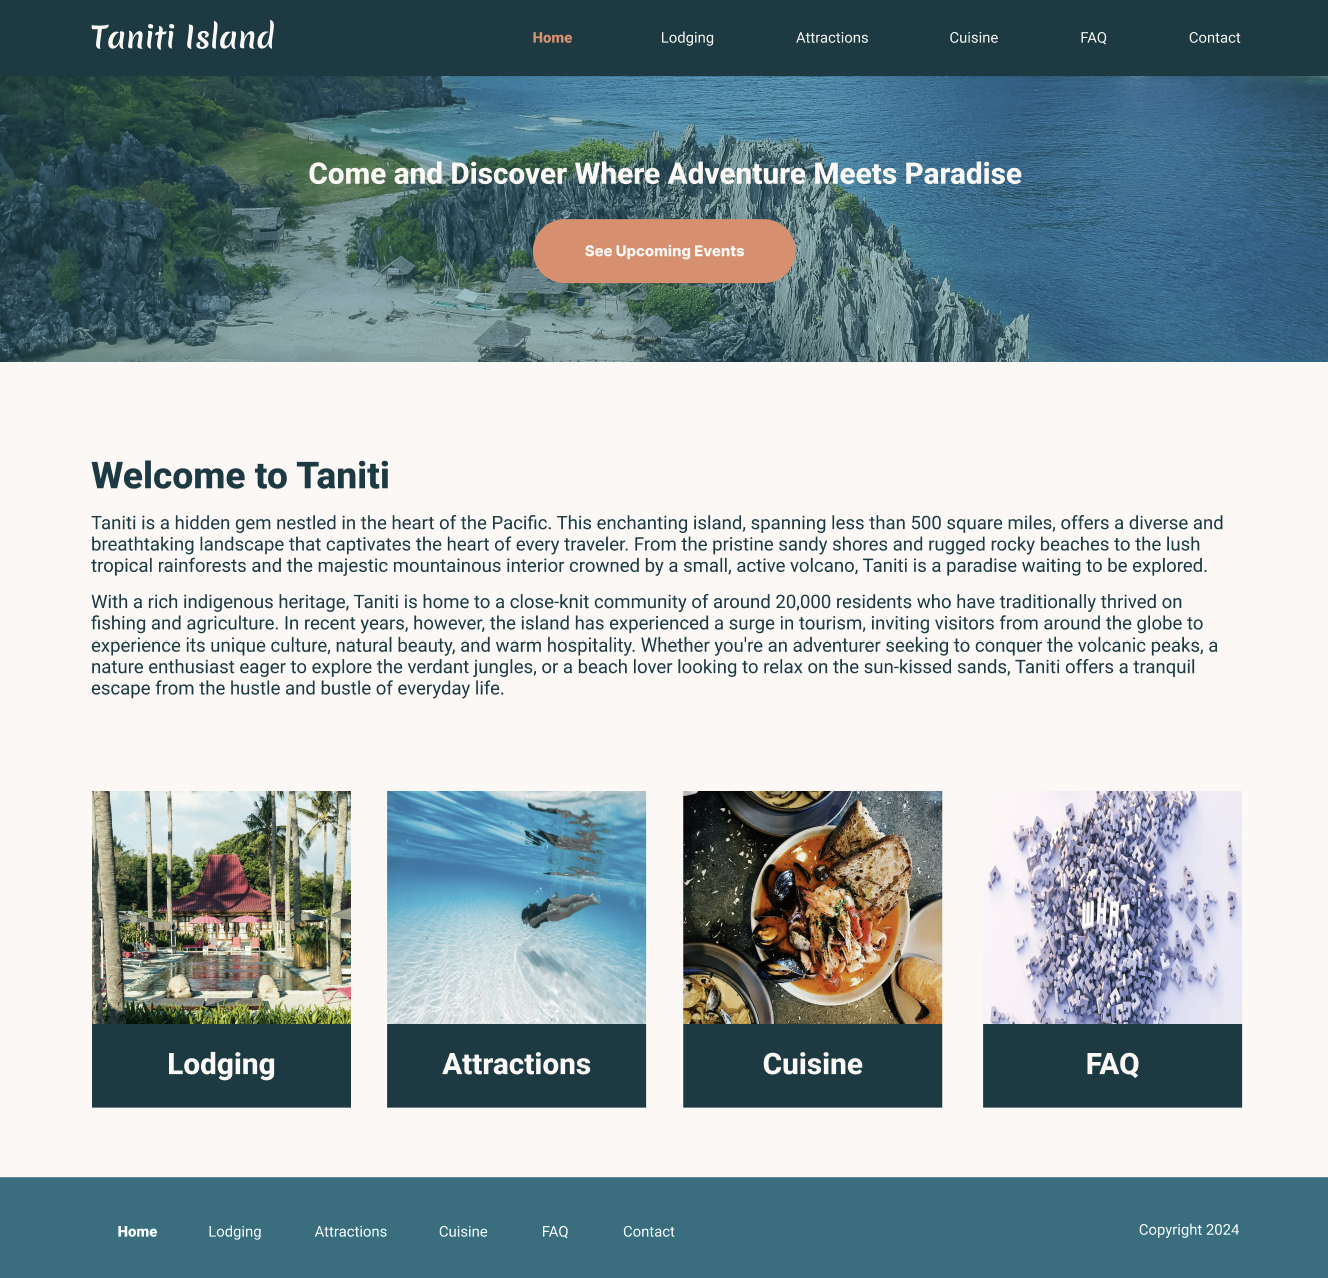 Taniti Island
Home Lodging Attractions Cuisine FAQ Contact
Come and Discover Where Adventure Meets Paradise
See Upcoming Events
Welcome to Taniti
Taniti is a hidden gem nestled in the heart of the Pacific. This enchanting island, spanning less than 500 square miles, offers a diverse and
breathtaking landscape that captivates the heart of every traveler. From the pristine sandy shores and rugged rocky beaches to the lush
tropical rainforests and the majestic mountainous interior crowned by a small, active volcano, Taniti is a paradise waiting to be explored.
With a rich indigenous heritage, Taniti is home to a close-knit community of around 20,000 residents who have traditionally thrived on
fishing and agriculture. In recent years, however, the island has experienced a surge in tourism, inviting visitors from around the globe to
experience its unique culture, natural beauty, and warm hospitality. Whether you're an adventurer seeking to conquer the volcanic peaks, a
nature enthusiast eager to explore the verdant jungles, or a beach lover looking to relax on the sun-kissed sands, Taniti offers a tranquil
escape from the hustle and bustle of everyday life.
WHAT
Lodging
Attractions
Cuisine
FAQ
Home Lodging Attractions Cuisine FAQ Contact
Copyright 2024